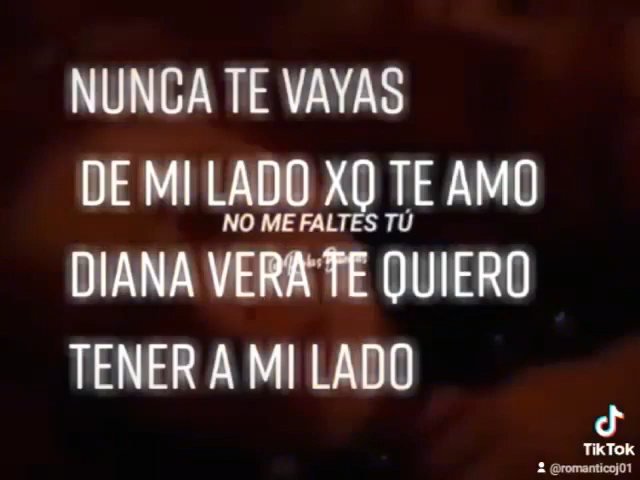 NUNCA TE VAYAS
DE MI LADO XQ TE AMO
NO ME FALTES TÚ
DIANA VERA TE QUIERO
TENER A MI LADO
TikTok
@romanticoj01